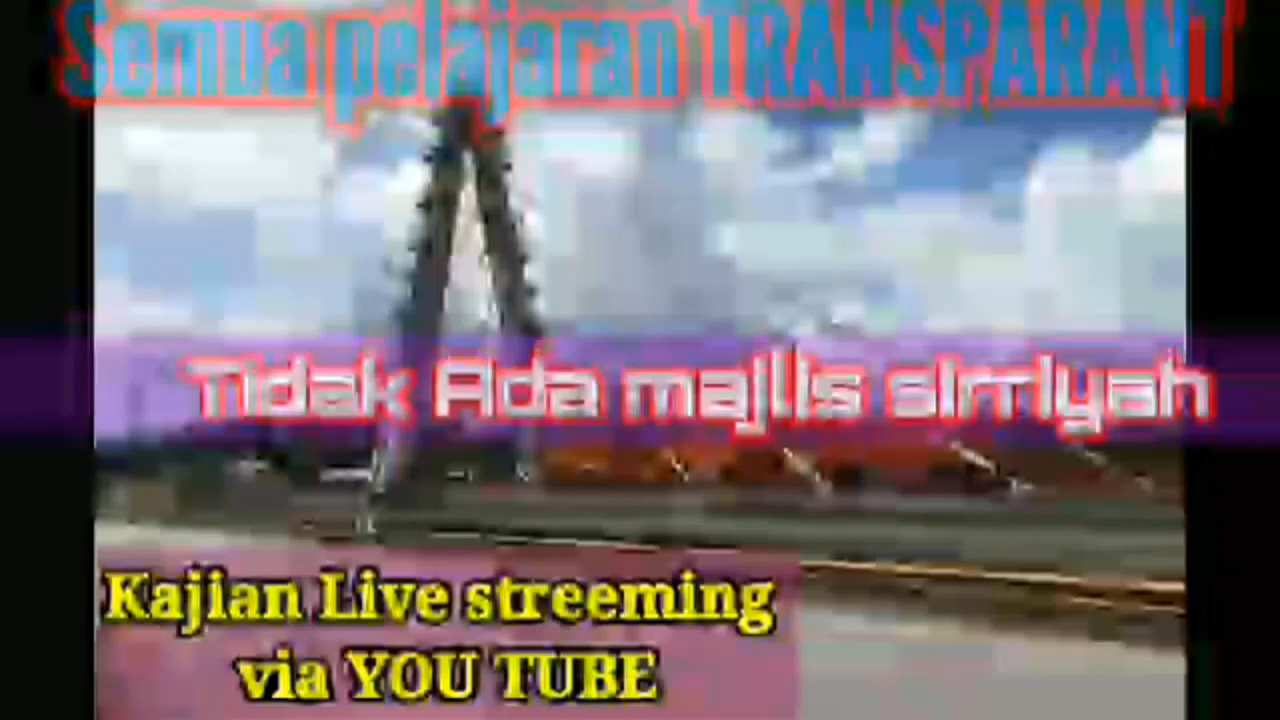 Semua pelajaran TRANSPARANT
Tidak Ada majlis sirriyah
Kajian Live streeming
via YOU TUBE